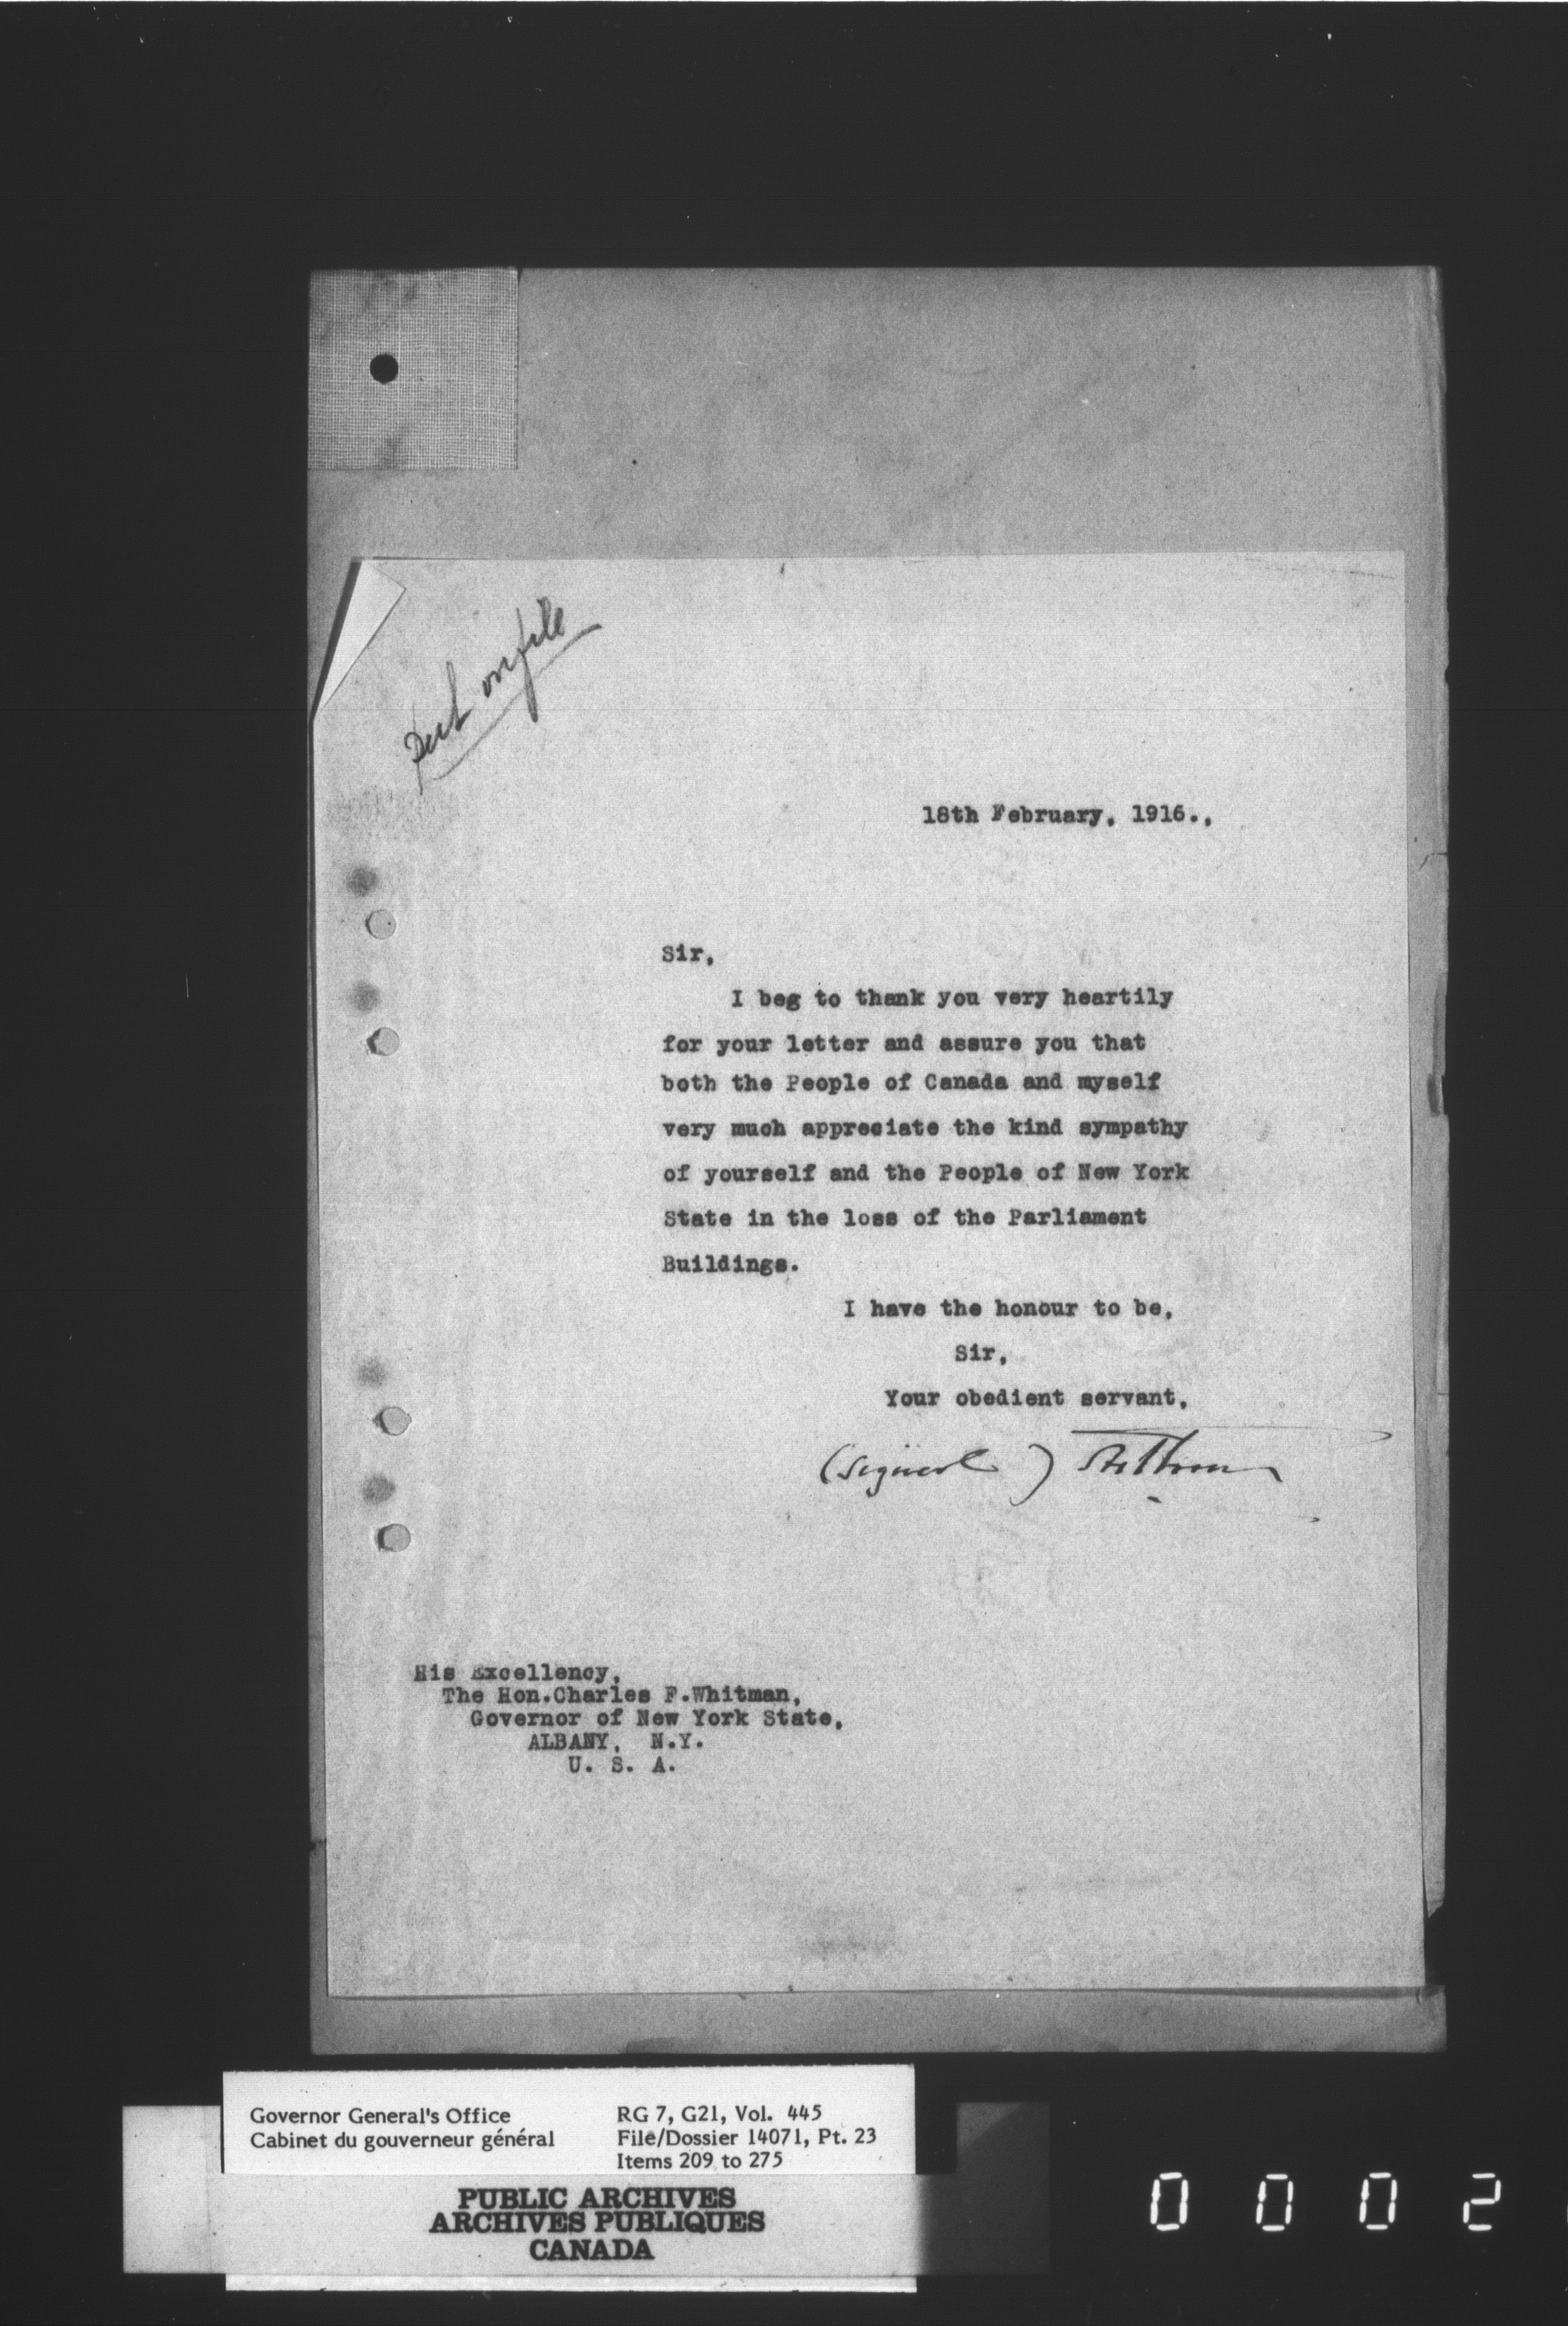 Put on file
18th February, 1916.,
Sir,
I beg to thank you very heartily
for your letter and assure you that
both the People of Canada and myself
very much appreciate the kind sympathy
of yourself and the People of New York
State in the loss of the Parliament
Buildings.
I have the honour to be,
Sir,
Your obedient servant,
(signed) Arthur
His Excellency,
The Hon.Charles F.Whitman,
Governor of New York State,
ALBANY, N.Y.
U. S. A.
Governor General's Office
Cabinet du gouverneur général
RG 7, G21, Vol. 445
File/Dossier 14071, Pt. 23
Items 209 to 275
PUBLIC ARCHIVES
ARCHIVES PUBLIQUES
CANADA
0 0 0 2